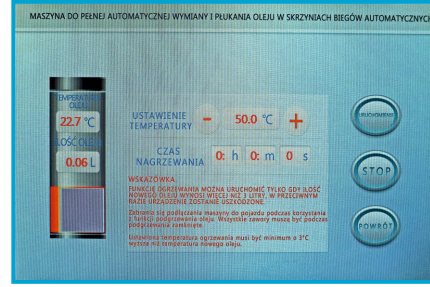 MASZYNA DO PEŁNEJ AUTOMATYCZNEJ WYMIANY I PŁUKANIA OLEJU W SKRZYNIACH BIEGÓW AUTOMATYCZNYCH
TEMPERATURA
OLEJ
22.7 °C
ILOŚĆ OLEJU
0.06 L
USTAWIENIE
TEMPERATURY
- 50.0 °C +
CZAS
NAGRZEWANIA
0: h 0: m 0 s
WSKAZÓWKA:
FUNKCJĘ OGRZEWANIA MOŻNA URUCHOMIĆ TYLKO GDY ILOŚĆ
NOWEGO OLEJU WYNOSI WIĘCEJ NIŻ 3 LITRY, W PRZECIWNYM
RAZIE URZĄDZENIE ZOSTANIE USZKODZONE.
Zabrania się podłączania maszyny do pojazdu podczas korzystania
z funkcji podgrzewania oleju. Wszystkie zawory muszą być podczas
podgrzewania zamknięte.
Ustawiona temperatura ogrzewania musi być minimum o 3°C
wyższa niż temperatura nowego oleju.
URUCHOMIENIE
STOP
POWRÓT